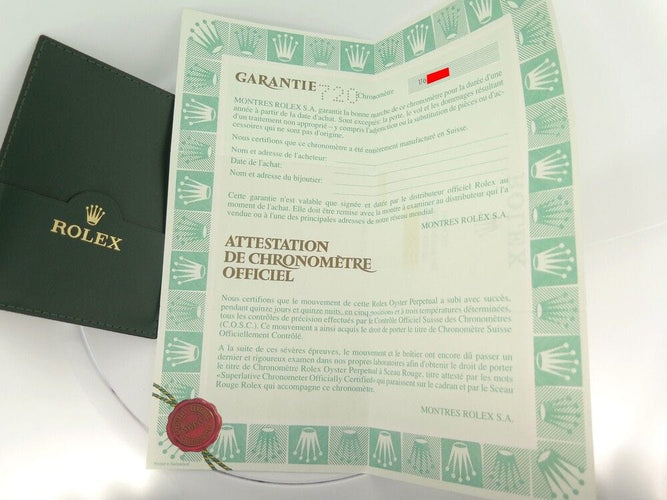 ROLEX
GARANTIE 720 Chronomètre
MONTRES ROLEX S.A. garantit la bonne marche de ce chronomètre pour la durée d'une
année à partir de la date d'achat. Sont exceptés: la perte, le vol et les dommages résultant
d'un traitement non approprié – y compris l'adjonction ou la substitution de pièces ou d'ac-
cessoires qui ne sont pas d'origine.
Nous certifions que ce chronomètre a été entièrement manufacturé en Suisse.
Nom et adresse de l'acheteur:
Date de l'achat:
Nom et adresse du bijoutier:
Cette garantie n'est valable que signée et datée par le distributeur officiel Rolex au
moment de l'achat. Elle doit être remise avec la montre à examiner au distributeur qui l'a
vendue ou à l'une des principales adresses de notre réseau mondial.
MONTRES ROLEX S.A.
ATTESTATION
DE CHRONOMÈTRE
OFFICIEL
Nous certifions que le mouvement de cette Rolex Oyster Perpetual a subi avec succès,
pendant quinze jours et quinze nuits, en cinq positions et à trois températures déterminées,
tous les contrôles de précision effectués par le Contrôle Officiel Suisse des Chronomètres
(C.O.S.C.). Ce mouvement a ainsi acquis le droit de porter le titre de Chronomètre Suisse
Officiellement Contrôlé.
A la suite de ces sévères épreuves, le mouvement et le boîtier ont encore dû passer un
dernier et rigoureux examen dans nos propres laboratoires afin d'obtenir le droit de porter
le titre de Chronomètre Rolex Oyster Perpetual à Sceau Rouge, titre attesté par les mots
«Superlative Chronometer Officially Certified» qui paraissent sur le cadran et par le Sceau
Rouge Rolex qui accompagne ce chronomètre.
MONTRES ROLEX S.A.
Printed in Switzerland